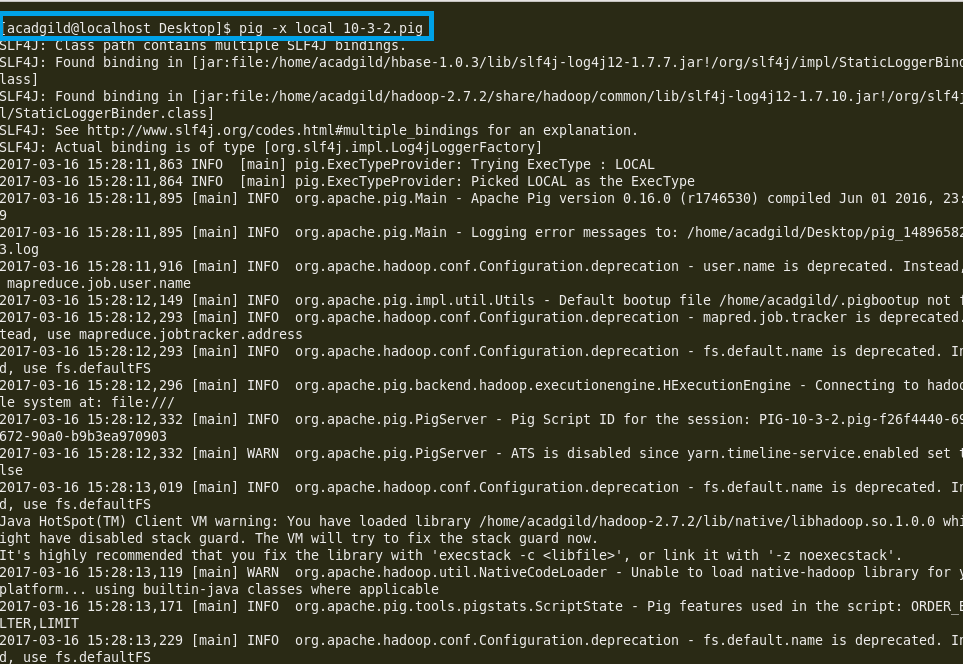 [acadgild@localhost Desktop]$ pig -x local 10-3-2.pig
SLF4J: Class path contains multiple SLF4J bindings.
SLF4J: Found binding in [jar:file:/home/acadgild/hbase-1.0.3/lib/slf4j-log4j12-1.7.7.jar!/org/slf4j/impl/StaticLoggerBind
lass]
SLF4J: Found binding in [jar:file:/home/acadgild/hadoop-2.7.2/share/hadoop/common/lib/slf4j-log4j12-1.7.10.jar!/org/slf4j
l/StaticLoggerBinder.class]
SLF4J: See http://www.slf4j.org/codes.html#multiple_bindings for an explanation.
SLF4J: Actual binding is of type [org.slf4j.impl.Log4jLoggerFactory]
2017-03-16 15:28:11,863 INFO  [main] pig.ExecTypeProvider: Trying ExecType : LOCAL
2017-03-16 15:28:11,864 INFO  [main] pig.ExecTypeProvider: Picked LOCAL as the ExecType
2017-03-16 15:28:11,895 [main] INFO  org.apache.pig.Main - Apache Pig version 0.16.0 (r1746530) compiled Jun 01 2016, 23:
9
2017-03-16 15:28:11,895 [main] INFO  org.apache.pig.Main - Logging error messages to: /home/acadgild/Desktop/pig_14896582
3.log
2017-03-16 15:28:11,916 [main] INFO  org.apache.hadoop.conf.Configuration.deprecation - user.name is deprecated. Instead,
 mapreduce.job.user.name
2017-03-16 15:28:12,149 [main] INFO  org.apache.pig.impl.util.Utils - Default bootup file /home/acadgild/.pigbootup not f
2017-03-16 15:28:12,293 [main] INFO  org.apache.hadoop.conf.Configuration.deprecation - mapred.job.tracker is deprecated.
tead, use mapreduce.jobtracker.address
2017-03-16 15:28:12,293 [main] INFO  org.apache.hadoop.conf.Configuration.deprecation - fs.default.name is deprecated. In
d, use fs.defaultFS
2017-03-16 15:28:12,296 [main] INFO  org.apache.pig.backend.hadoop.executionengine.HExecutionEngine - Connecting to hadoo
le system at: file:///
2017-03-16 15:28:12,332 [main] INFO  org.apache.pig.PigServer - Pig Script ID for the session: PIG-10-3-2.pig-f26f4440-69
672-90a0-b9b3ea970903
2017-03-16 15:28:12,332 [main] WARN  org.apache.pig.PigServer - ATS is disabled since yarn.timeline-service.enabled set t
lse
2017-03-16 15:28:13,019 [main] INFO  org.apache.hadoop.conf.Configuration.deprecation - fs.default.name is deprecated. In
d, use fs.defaultFS
Java HotSpot(TM) Client VM warning: You have loaded library /home/acadgild/hadoop-2.7.2/lib/native/libhadoop.so.1.0.0 whi
ight have disabled stack guard. The VM will try to fix the stack guard now.
It's highly recommended that you fix the library with 'execstack -c <libfile>', or link it with '-z noexecstack'.
2017-03-16 15:28:13,119 [main] WARN  org.apache.hadoop.util.NativeCodeLoader - Unable to load native-hadoop library for y
platform... using builtin-java classes where applicable
2017-03-16 15:28:13,171 [main] INFO  org.apache.pig.tools.pigstats.ScriptState - Pig features used in the script: ORDER_B
LTER,LIMIT
2017-03-16 15:28:13,229 [main] INFO  org.apache.hadoop.conf.Configuration.deprecation - fs.default.name is deprecated. In
d, use fs.defaultFS